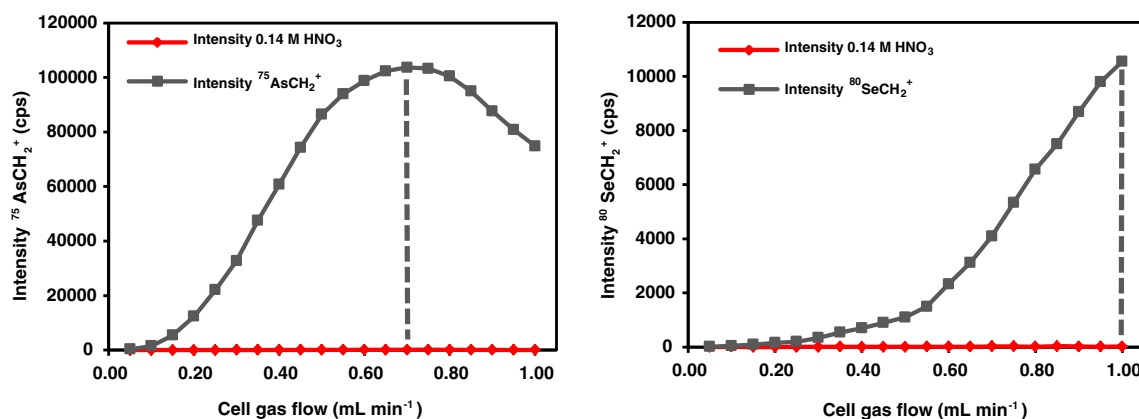 120000
100000
80000
60000
40000
20000
0
Intensity ⁷⁵ AsCH₂⁺ (cps)
Intensity 0.14 M HNO₃
Intensity ⁷⁵AsCH₂⁺
0.00 0.20 0.40 0.60 0.80 1.00
Cell gas flow (mL min⁻¹)
12000
10000
8000
6000
4000
2000
0
Intensity ⁸⁰ SeCH₂⁺ (cps)
Intensity 0.14 M HNO₃
Intensity ⁸⁰SeCH₂⁺
0.00 0.20 0.40 0.60 0.80 1.00
Cell gas flow (mL min⁻¹)